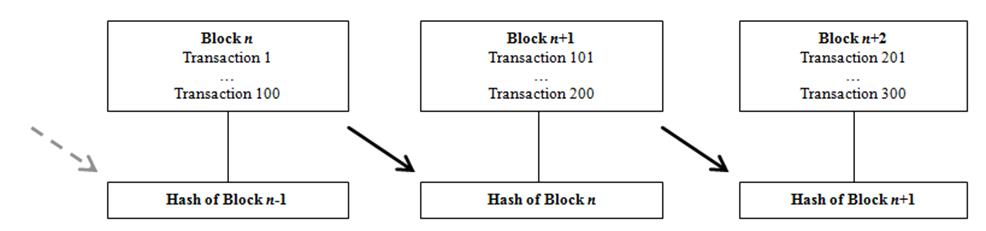 Block n
Transaction 1
...
Transaction 100
Hash of Block n-1
Block n+1
Transaction 101
...
Transaction 200
Hash of Block n
Block n+2
Transaction 201
...
Transaction 300
Hash of Block n+1